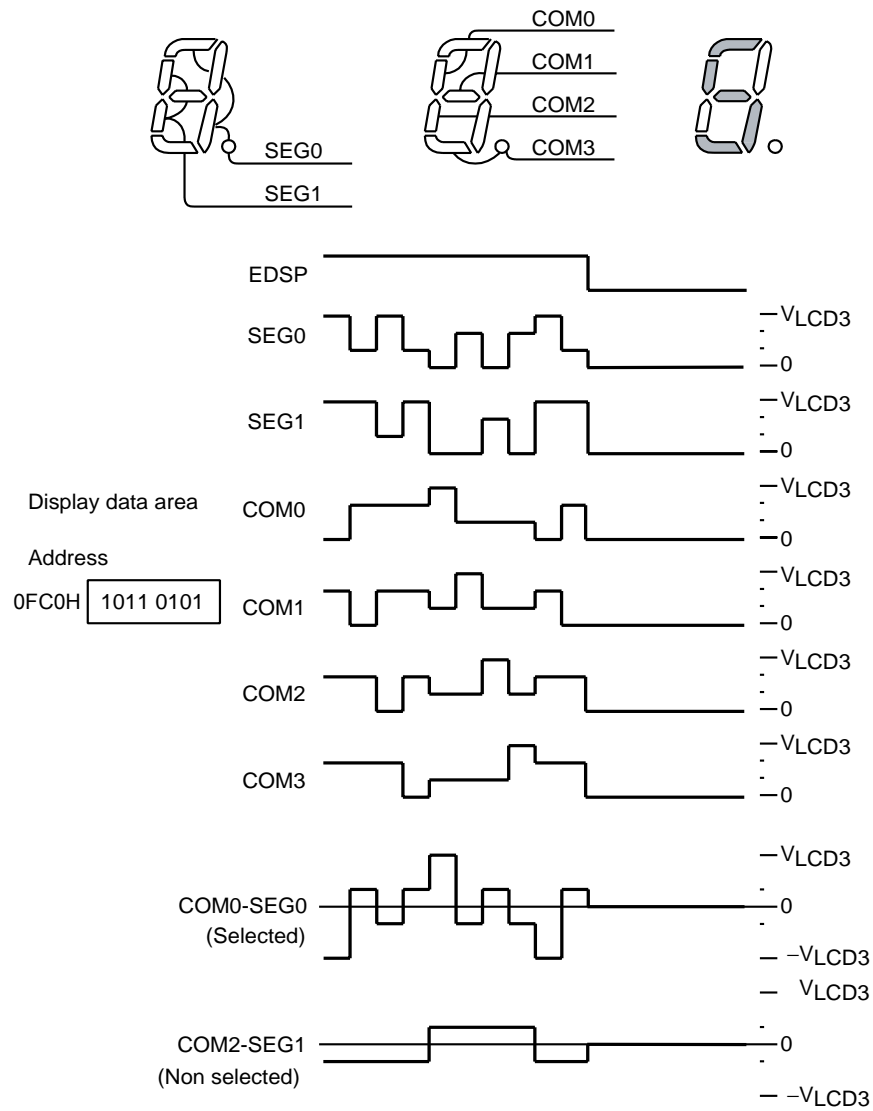 COM0
COM1
COM2
COM3
SEG0
SEG1
EDSP
SEG0
VLCD3
0
SEG1
VLCD3
0
Display data area
COM0
VLCD3
0
Address
0FC0H 1011 0101
COM1
VLCD3
0
COM2
VLCD3
0
COM3
VLCD3
0
COM0-SEG0
(Selected)
VLCD3
0
−VLCD3
COM2-SEG1
(Non selected)
VLCD3
0
−VLCD3